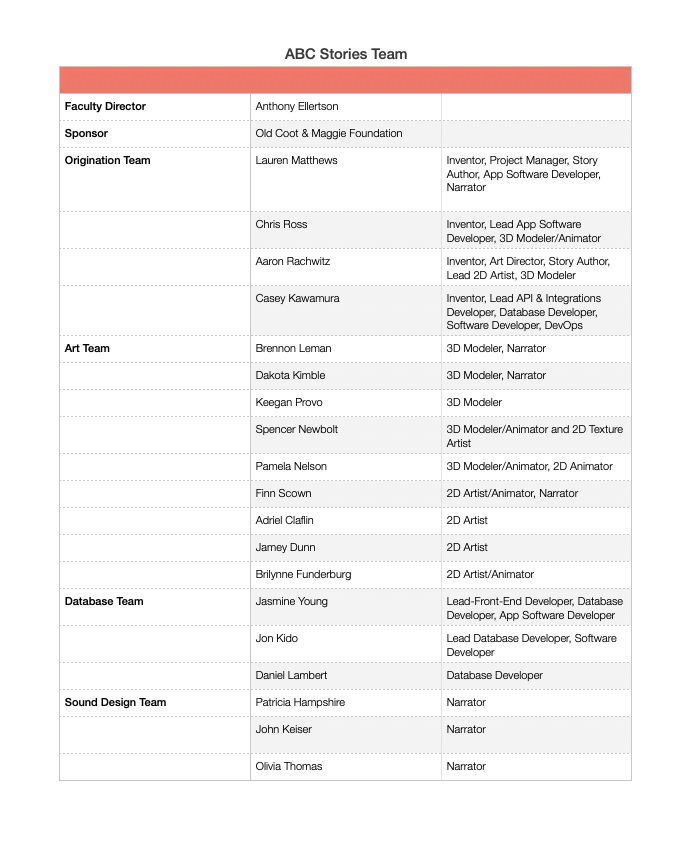 ABC Stories Team
Faculty Director Anthony Ellertson
Sponsor Old Coot & Maggie Foundation
Origination Team Lauren Matthews Inventor, Project Manager, Story
Author, App Software Developer,
Narrator
Chris Ross Inventor, Lead App Software
Developer, 3D Modeler/Animator
Aaron Rachwitz Inventor, Art Director, Story Author,
Lead 2D Artist, 3D Modeler
Casey Kawamura Inventor, Lead API & Integrations
Developer, Database Developer,
Software Developer, DevOps
Art Team Brennon Leman 3D Modeler, Narrator
Dakota Kimble 3D Modeler, Narrator
Keegan Provo 3D Modeler
Spencer Newbolt 3D Modeler/Animator and 2D Texture
Artist
Pamela Nelson 3D Modeler/Animator, 2D Animator
Finn Scown 2D Artist/Animator, Narrator
Adriel Claflin 2D Artist
Jamey Dunn 2D Artist
Brilynne Funderburg 2D Artist/Animator
Database Team Jasmine Young Lead-Front-End Developer, Database
Developer, App Software Developer
Jon Kido Lead Database Developer, Software
Developer
Daniel Lambert Database Developer
Sound Design Team Patricia Hampshire Narrator
John Keiser Narrator
Olivia Thomas Narrator